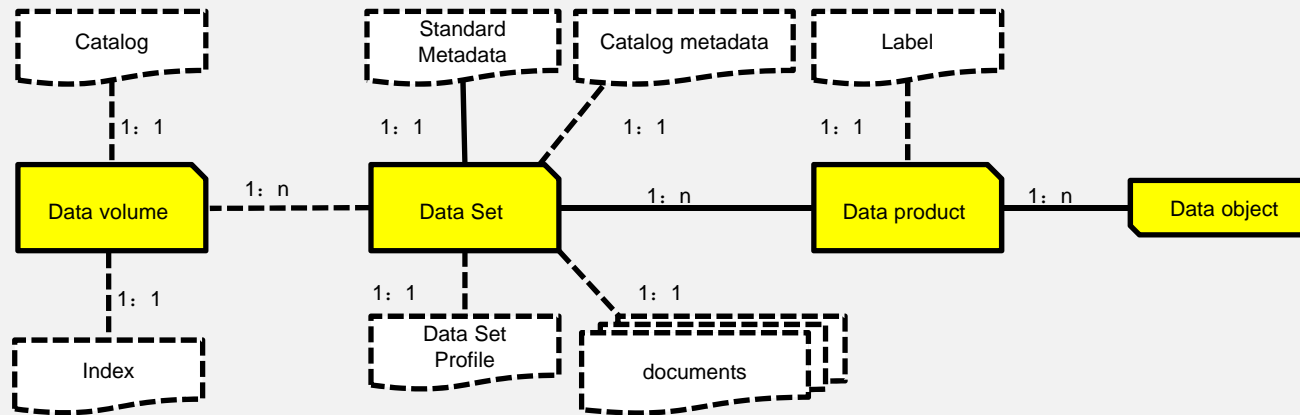 Catalog
Standard
Metadata
Catalog metadata
Label
1：1
1：1
1：1
1：1
Data volume
1：n
Data Set
1：n
Data product
1：n
Data object
1：1
1：1
1：1
Index
Data Set
Profile
documents